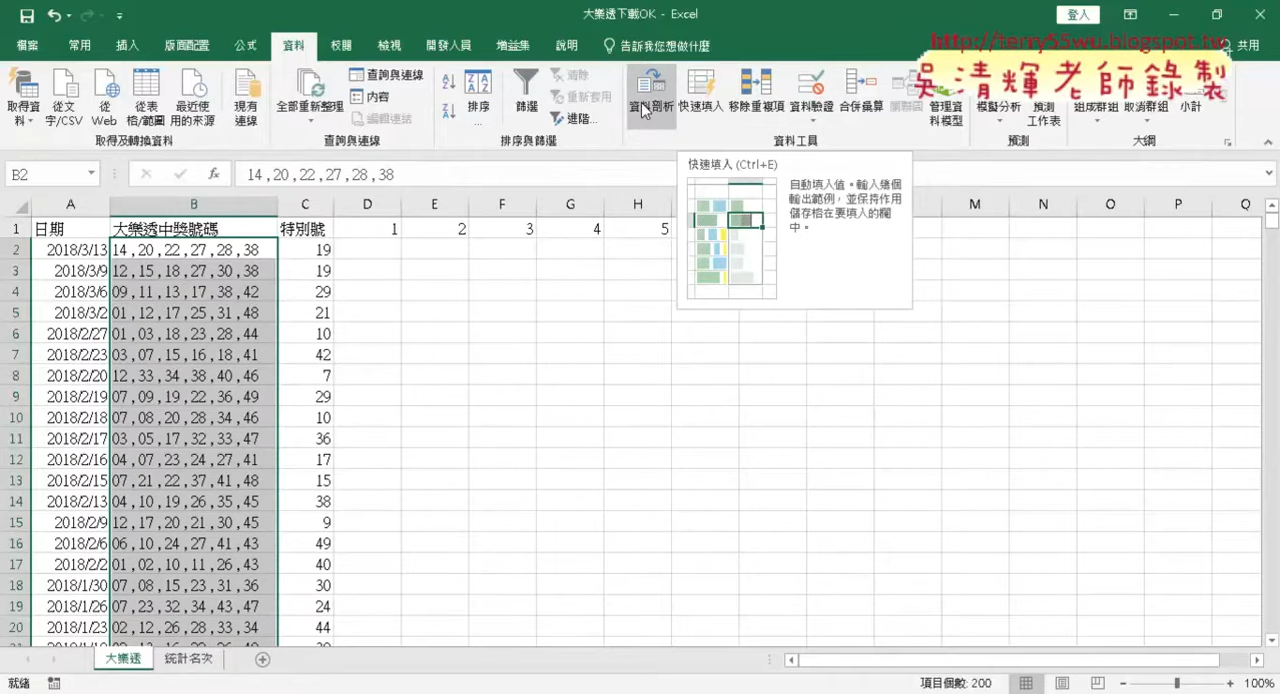 大樂透下載OK - Excel
登入
檔案 常用 插入 版面配置 公式 資料 校閱 檢視 開發人員 增益集 說明 告訴我您想做什麼 共用
http://terry55wu.blogspot.tw
吳清輝老師錄製
取得資料 從文字/CSV 從 Web 從表格/範圍 最近使用的來源 現有連線
取得及轉換資料
全部重新整理 查詢與連線 內容 編輯連結
查詢與連線
排序... 篩選 清除 重新套用 進階...
排序與篩選
資料剖析 快速填入 移除重複項 資料驗證 合併彙算 管理資料模型
資料工具
模擬分析 預測工作表
預測
組成群組 取消群組 小計
大綱
B2 fx 14,20,22,27,28,38
快速填入 (Ctrl+E)
自動填入值。輸入幾個
輸出範例，並保持作用
儲存格在要填入的欄
中。
A B C D E F G H M N O P Q
1 日期 大樂透中獎號碼 特別號 1 2 3 4 5
2 2018/3/13 14,20,22,27,28,38 19
3 2018/3/9 12,15,18,27,30,38 19
4 2018/3/6 09,11,13,17,38,42 29
5 2018/3/2 01,12,17,25,31,48 21
6 2018/2/27 01,03,18,23,28,44 10
7 2018/2/23 03,07,15,16,18,41 42
8 2018/2/20 12,33,34,38,40,46 7
9 2018/2/19 07,09,19,22,36,49 29
10 2018/2/18 07,08,20,28,34,46 10
11 2018/2/17 03,05,17,32,33,47 36
12 2018/2/16 04,07,23,24,27,41 17
13 2018/2/15 07,21,22,37,41,48 15
14 2018/2/13 04,10,19,26,35,45 38
15 2018/2/9 12,17,20,21,30,45 9
16 2018/2/6 06,10,24,27,41,43 49
17 2018/2/2 01,02,10,11,26,43 40
18 2018/1/30 07,08,15,23,31,36 30
19 2018/1/26 07,23,32,34,43,47 24
20 2018/1/23 02,12,26,28,33,34 44
大樂透 統計名次
就緒 項目個數: 200 100%